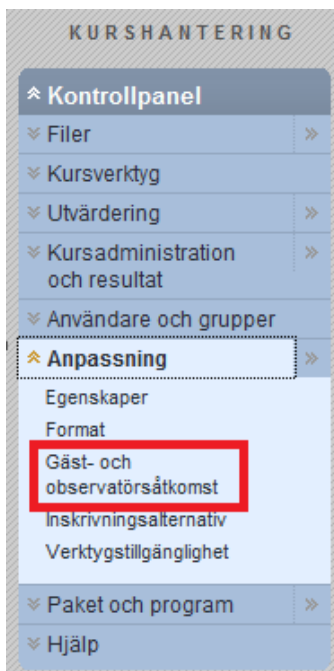 KURSHANTERING
Kontrollpanel
Filer
Kursverktyg
Utvärdering
Kursadministration
och resultat
Användare och grupper
Anpassning
Egenskaper
Format
Gäst- och
observatörsåtkomst
Inskrivningsalternativ
Verktygstillgänglighet
Paket och program
Hjälp